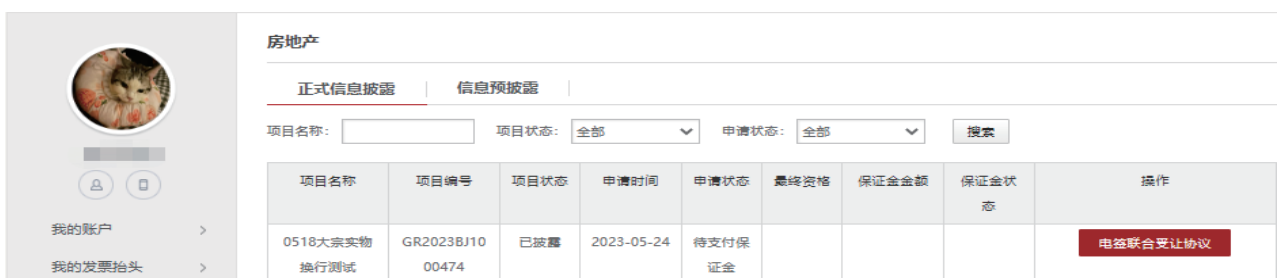 房地产
正式信息披露 信息预披露
项目名称： 项目状态： 全部 申请状态： 全部 搜索
项目名称 项目编号 项目状态 申请时间 申请状态 最终资格 保证金金额 保证金状态 操作
0518大宗实物换行测试 GR2023BJ1000474 已披露 2023-05-24 待支付保证金 电签联合受让协议
我的账户
我的发票抬头